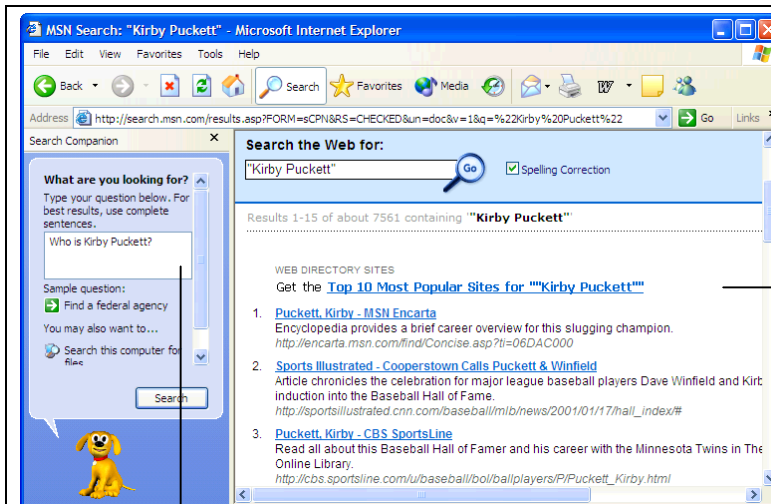 MSN Search: "Kirby Puckett" - Microsoft Internet Explorer
File Edit View Favorites Tools Help
Back Search Favorites Media
Address http://search.msn.com/results.asp?FORM=sCPN&RS=CHECKED&un=doc&v=1&q=%22Kirby%20Puckett%22 Go Links
Search Companion
What are you looking for?
Type your question below. For
best results, use complete
sentences.
Who is Kirby Puckett?
Sample question:
Find a federal agency
You may also want to...
Search this computer for
files
Search
Search the Web for:
"Kirby Puckett" Go Spelling Correction
Results 1-15 of about 7561 containing '"Kirby Puckett"'
WEB DIRECTORY SITES
Get the Top 10 Most Popular Sites for ""Kirby Puckett""
1. Puckett, Kirby - MSN Encarta
Encyclopedia provides a brief career overview for this slugging champion.
http://encarta.msn.com/find/Concise.asp?ti=06DAC000
2. Sports Illustrated - Cooperstown Calls Puckett & Winfield
Article chronicles the celebration for major league baseball players Dave Winfield and Kirb
induction into the Baseball Hall of Fame.
http://sportsillustrated.cnn.com/baseball/mlb/news/2001/01/17/hall_index/#
3. Puckett, Kirby - CBS SportsLine
Read all about this Baseball Hall of Famer and his career with the Minnesota Twins in The
Online Library.
http://cbs.sportsline.com/u/baseball/bol/ballplayers/P/Puckett_Kirby.html